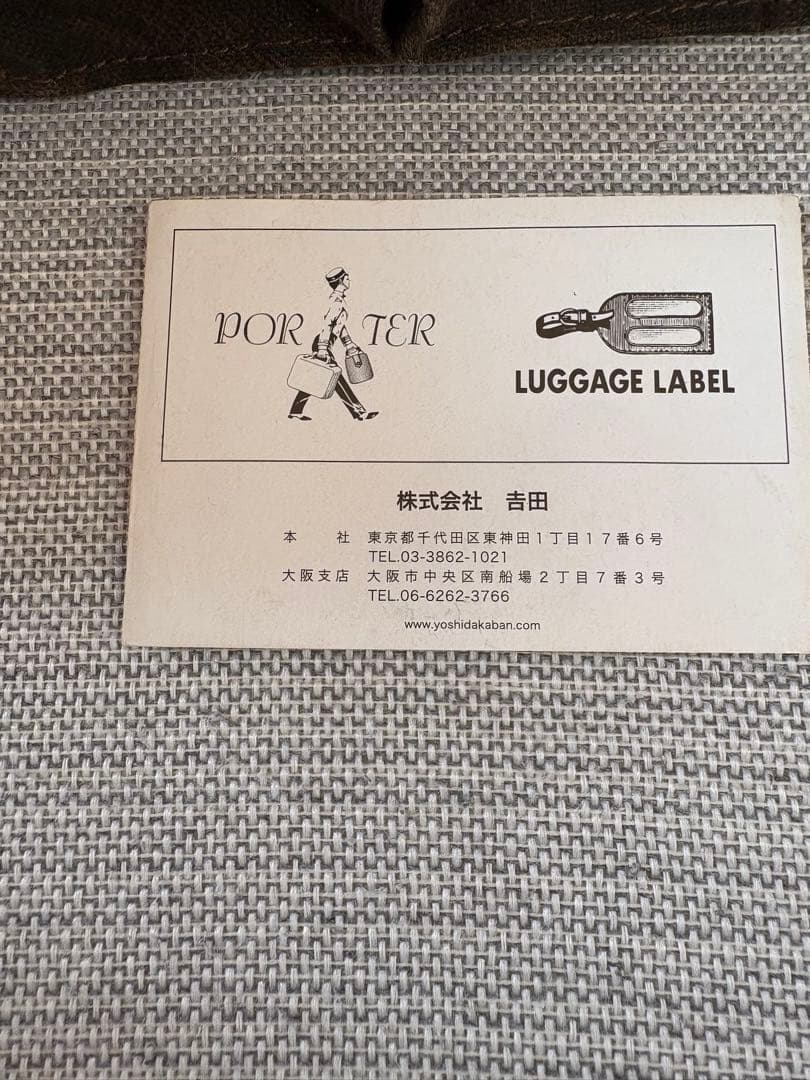 PORTER
LUGGAGE LABEL
株式会社 𠮷田
本 社 東京都千代田区東神田1丁目17番6号
TEL.03-3862-1021
大阪支店 大阪市中央区南船場2丁目7番3号
TEL.06-6262-3766
www.yoshidakaban.com